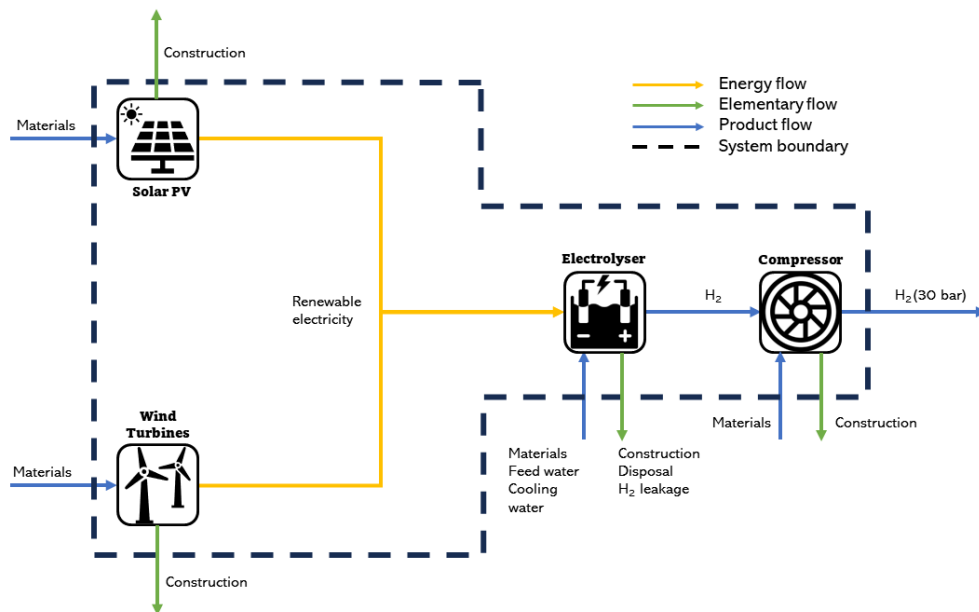 Construction
Energy flow
Elementary flow
Product flow
System boundary
Materials
Solar PV
Electrolyser
Compressor
Renewable
electricity
H₂
H₂ (30 bar)
Wind
Turbines
Materials
Materials
Feed water
Cooling
water
Construction
Disposal
H₂ leakage
Materials
Construction
Construction